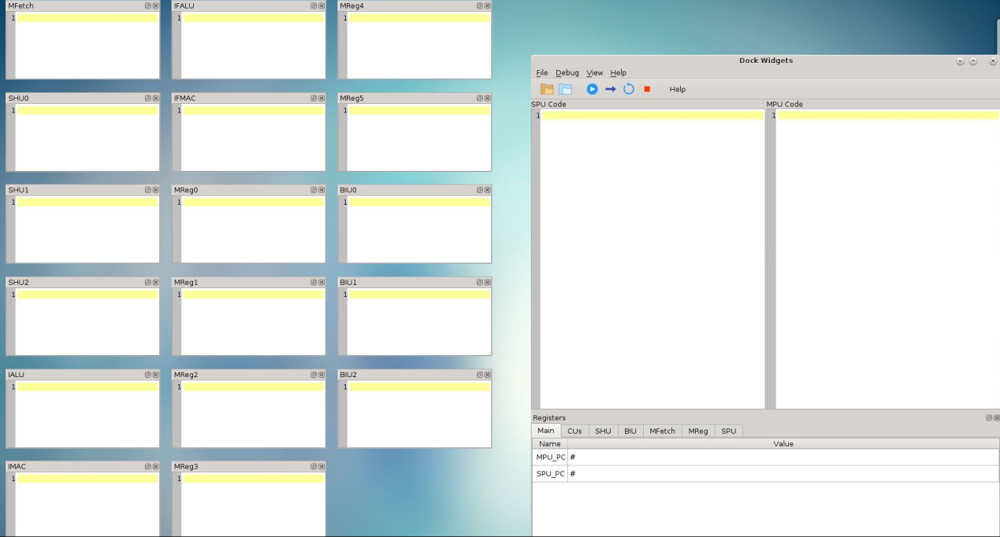 MFetch IFALU MReg4
1 1 1
SHU0 IFMAC MReg5
1 1 1
SHU1 MReg0 BIU0
1 1 1
SHU2 MReg1 BIU1
1 1 1
IALU MReg2 BIU2
1 1 1
IMAC MReg3
1 1
Dock Widgets
File Debug View Help
Help
SPU Code MPU Code
1 1
Registers
Main CUs SHU BIU MFetch MReg SPU
Name Value
MPU_PC #
SPU_PC #